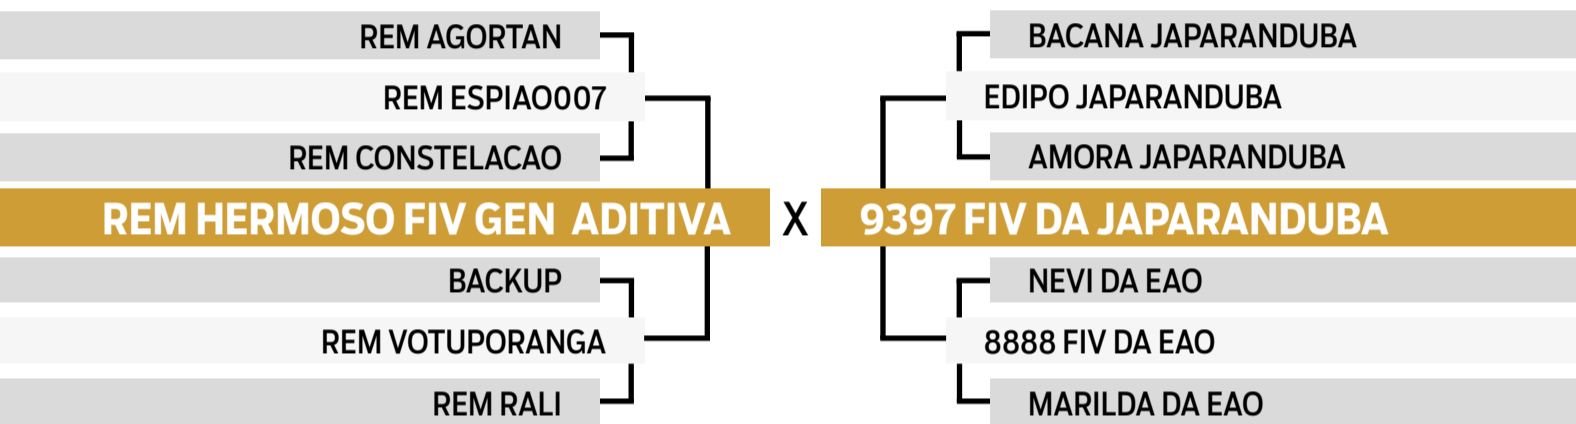 REM AGORTAN
REM ESPIAO007
REM CONSTELACAO
REM HERMOSO FIV GEN ADITIVA
BACKUP
REM VOTUPORANGA
REM RALI
X
BACANA JAPARANDUBA
EDIPO JAPARANDUBA
AMORA JAPARANDUBA
9397 FIV DA JAPARANDUBA
NEVI DA EAO
8888 FIV DA EAO
MARILDA DA EAO